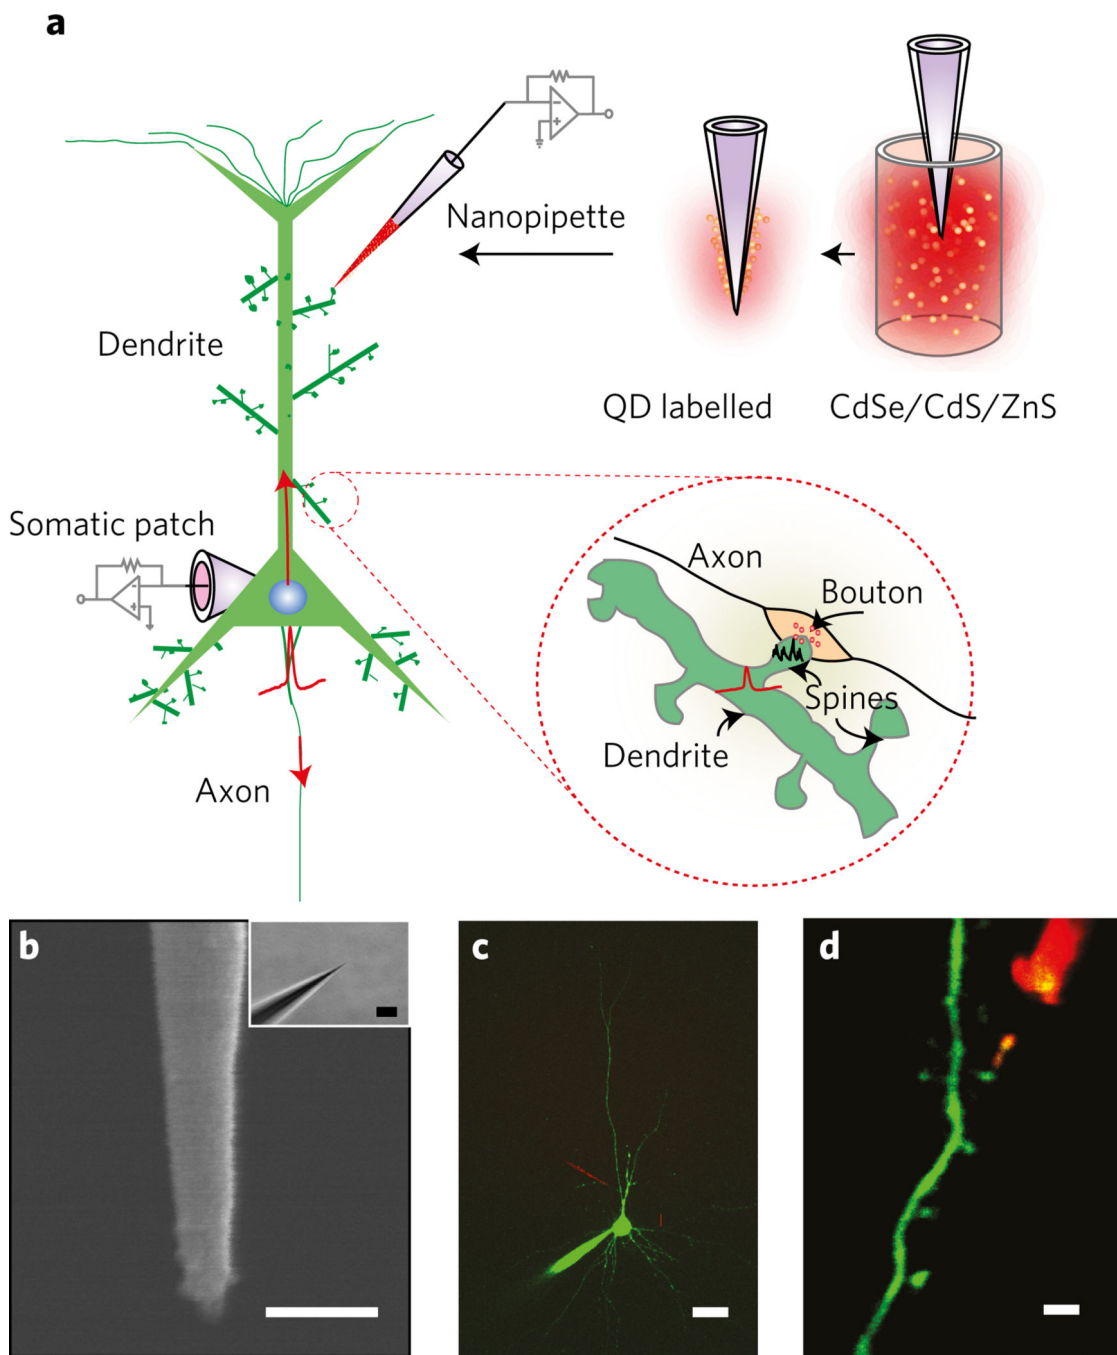 a
Nanopipette
Dendrite
QD labelled
CdSe/CdS/ZnS
Somatic patch
Axon
Bouton
Spines
Dendrite
Axon
b
c
d